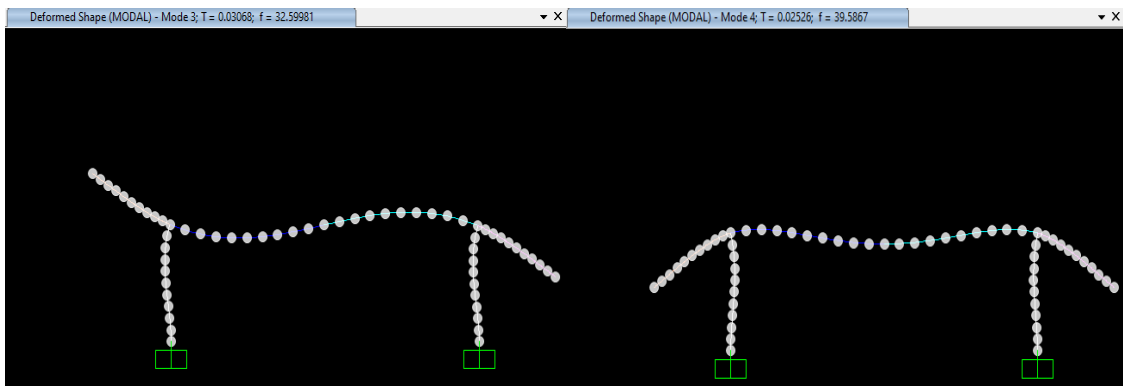 Deformed Shape (MODAL) - Mode 3; T = 0.03068; f = 32.59981
Deformed Shape (MODAL) - Mode 4; T = 0.02526; f = 39.5867